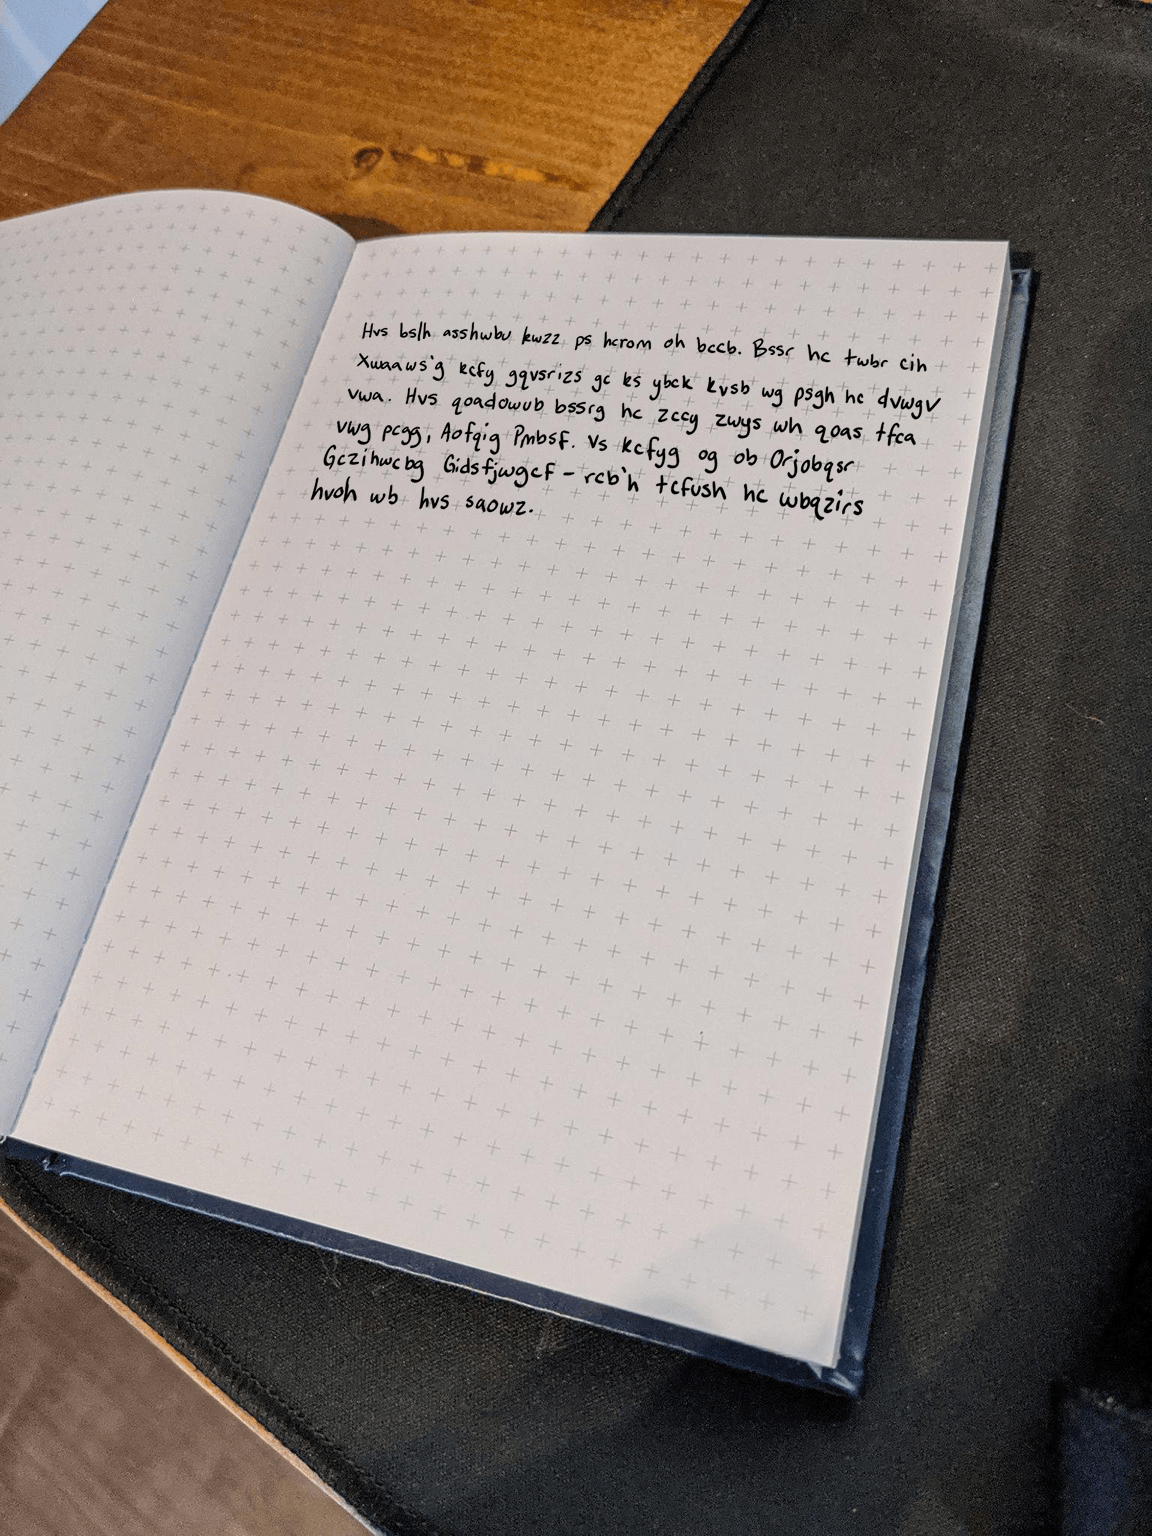 Hvs bslh asshwbu kwzz ps hcrom oh bccb. Bssr hc twbr cih
Xwaaws'g kcfy gqvsrizs gc ks ybck kvsb wg psgh hc dvwgv
vwa. Hvs qoadowub bssrg hc zccy zwys wh qoas tfca
vwg pcgg, Aofqig Pmbsf. Vs kcfyg og ob Orjobqsr
Gczihwcbg Gidsfjwgcf - rcb'h tcfush hc wbqzirs
hvoh wb hvs saowz.